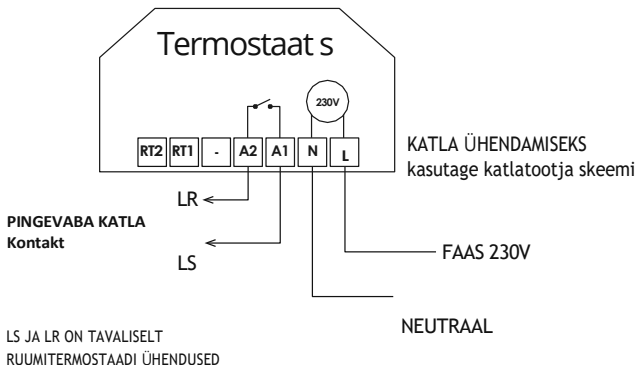 Termostaat s
230V
RT2 RT1 - A2 A1 N L
KATLA ÜHENDAMISEKS
kasutage katlatootja skeemi
LR
PINGEVABA KATLA
Kontakt
LS
FAAS 230V
NEUTRAAL
LS JA LR ON TAVALISELT
RUUMITERMOSTAADI ÜHENDUSED